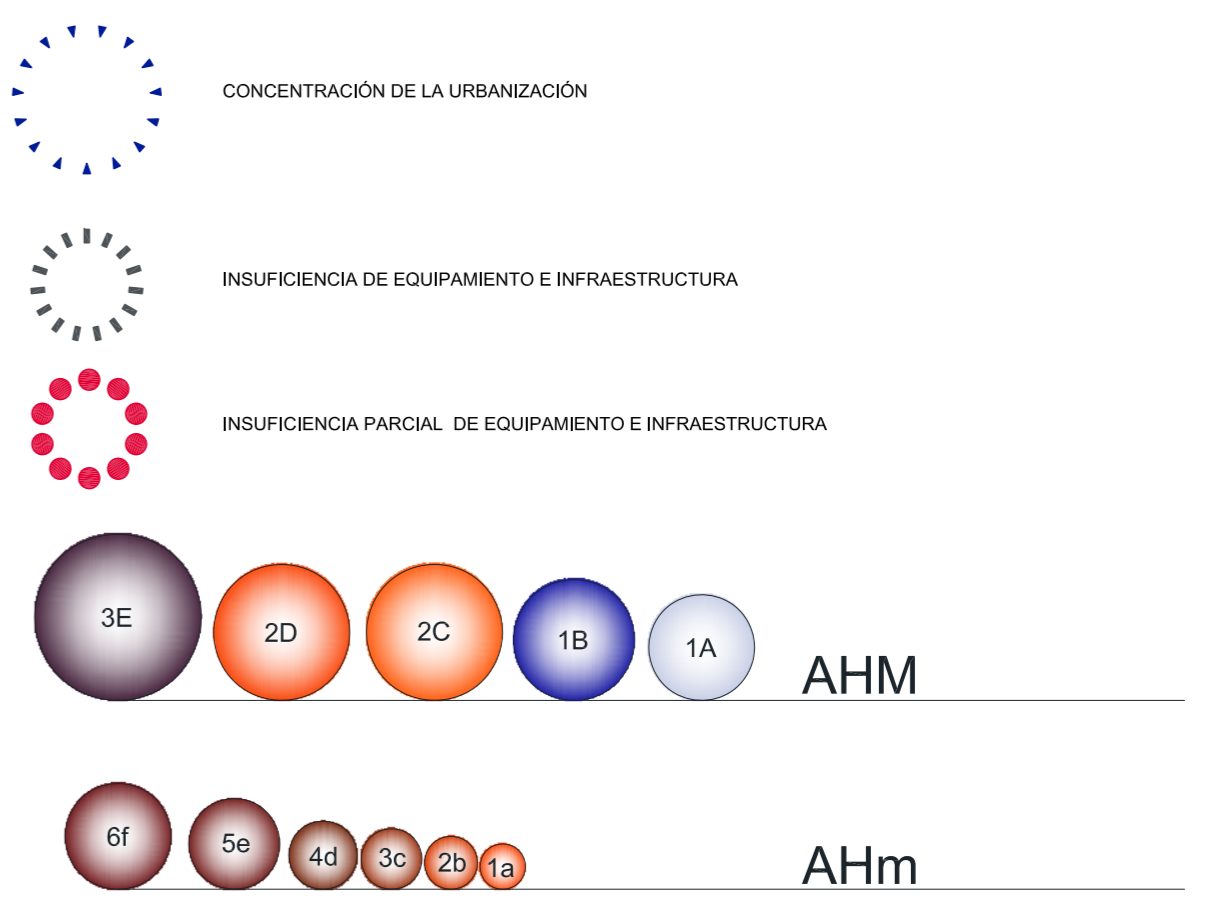 CONCENTRACIÓN DE LA URBANIZACIÓN
INSUFICIENCIA DE EQUIPAMIENTO E INFRAESTRUCTURA
INSUFICIENCIA PARCIAL DE EQUIPAMIENTO E INFRAESTRUCTURA
3E 2D 2C 1B 1A AHM
6f 5e 4d 3c 2b 1a AHm